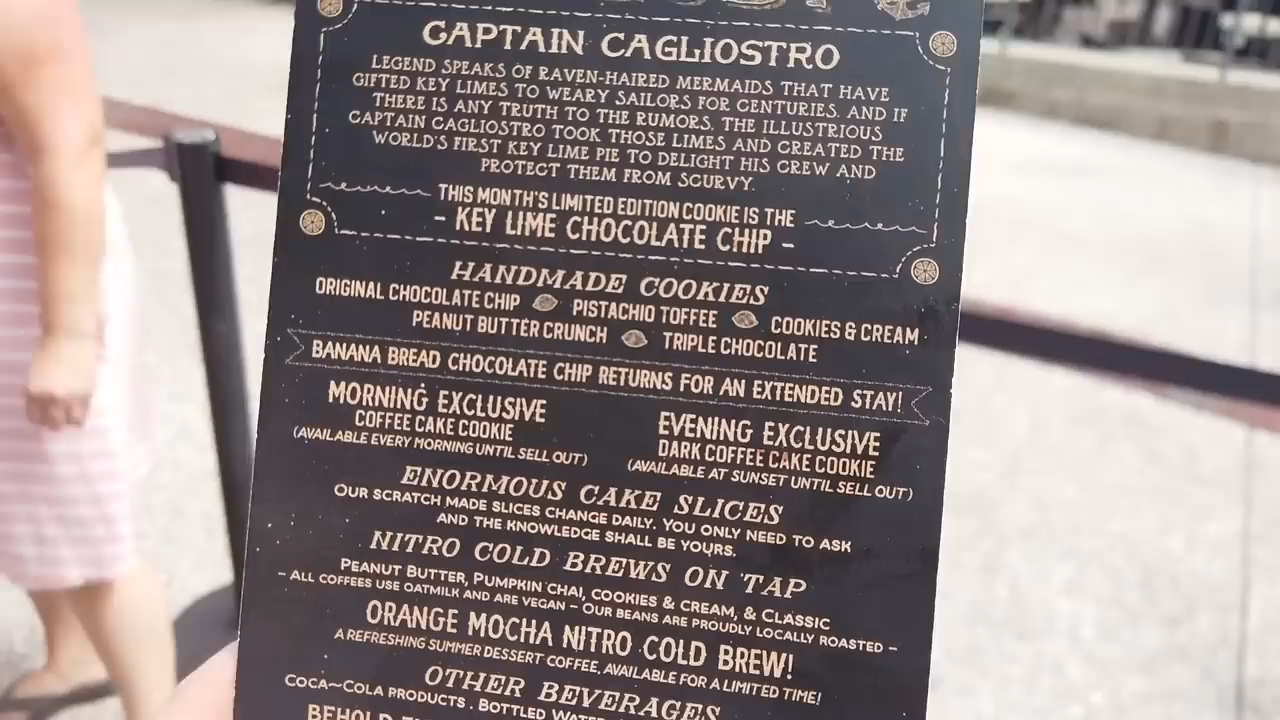 CAPTAIN CAGLIOSTRO
LEGEND SPEAKS OF RAVEN-HAIRED MERMAIDS THAT HAVE
GIFTED KEY LIMES TO WEARY SAILORS FOR CENTURIES. AND IF
THERE IS ANY TRUTH TO THE RUMORS, THE ILLUSTRIOUS
CAPTAIN CAGLIOSTRO TOOK THOSE LIMES AND CREATED THE
WORLD'S FIRST KEY LIME PIE TO DELIGHT HIS CREW AND
PROTECT THEM FROM SCURVY.
THIS MONTH'S LIMITED EDITION COOKIE IS THE
- KEY LIME CHOCOLATE CHIP -
HANDMADE COOKIES
ORIGINAL CHOCOLATE CHIP PISTACHIO TOFFEE COOKIES & CREAM
PEANUT BUTTER CRUNCH TRIPLE CHOCOLATE
BANANA BREAD CHOCOLATE CHIP RETURNS FOR AN EXTENDED STAY!
MORNING EXCLUSIVE
COFFEE CAKE COOKIE
(AVAILABLE EVERY MORNING UNTIL SELL OUT)
EVENING EXCLUSIVE
DARK COFFEE CAKE COOKIE
(AVAILABLE AT SUNSET UNTIL SELL OUT)
ENORMOUS CAKE SLICES
OUR SCRATCH MADE SLICES CHANGE DAILY. YOU ONLY NEED TO ASK
AND THE KNOWLEDGE SHALL BE YOURS.
NITRO COLD BREWS ON TAP
PEANUT BUTTER, PUMPKIN CHAI, COOKIES & CREAM, & CLASSIC
- ALL COFFEES USE OATMILK AND ARE VEGAN - OUR BEANS ARE PROUDLY LOCALLY ROASTED -
ORANGE MOCHA NITRO COLD BREW!
A REFRESHING SUMMER DESSERT COFFEE, AVAILABLE FOR A LIMITED TIME!
OTHER BEVERAGES
COCA~COLA PRODUCTS . BOTTLED WATER
BEHOLD